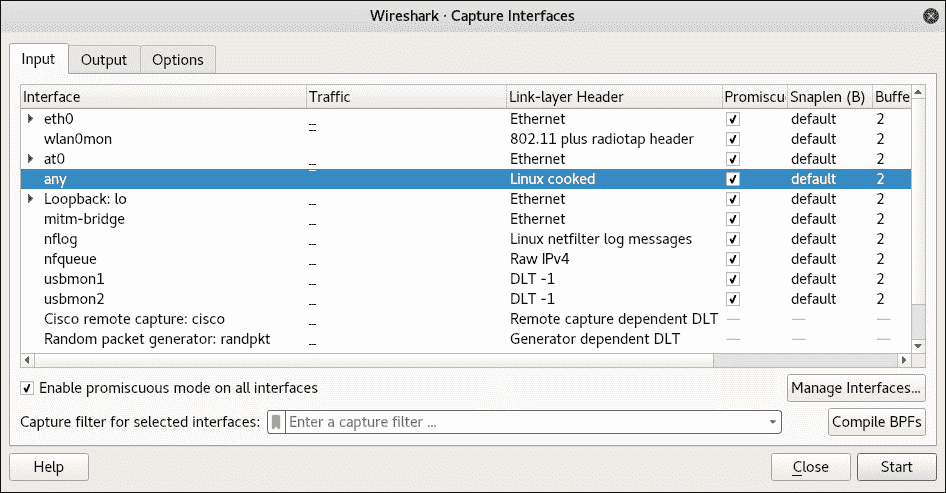 Wireshark · Capture Interfaces
Input Output Options
Interface Traffic Link-layer Header Promiscu Snaplen (B) Buffe
eth0 _ Ethernet default 2
wlan0mon 802.11 plus radiotap header default 2
at0 _ Ethernet default 2
any Linux cooked default 2
Loopback: lo _ Ethernet default 2
mitm-bridge _ Ethernet default 2
nflog _ Linux netfilter log messages default 2
nfqueue _ Raw IPv4 default 2
usbmon1 _ DLT -1 default 2
usbmon2 _ DLT -1 default 2
Cisco remote capture: cisco _ Remote capture dependent DLT — — —
Random packet generator: randpkt _ Generator dependent DLT — — —
Enable promiscuous mode on all interfaces Manage Interfaces...
Capture filter for selected interfaces: Enter a capture filter ... Compile BPFs
Help Close Start